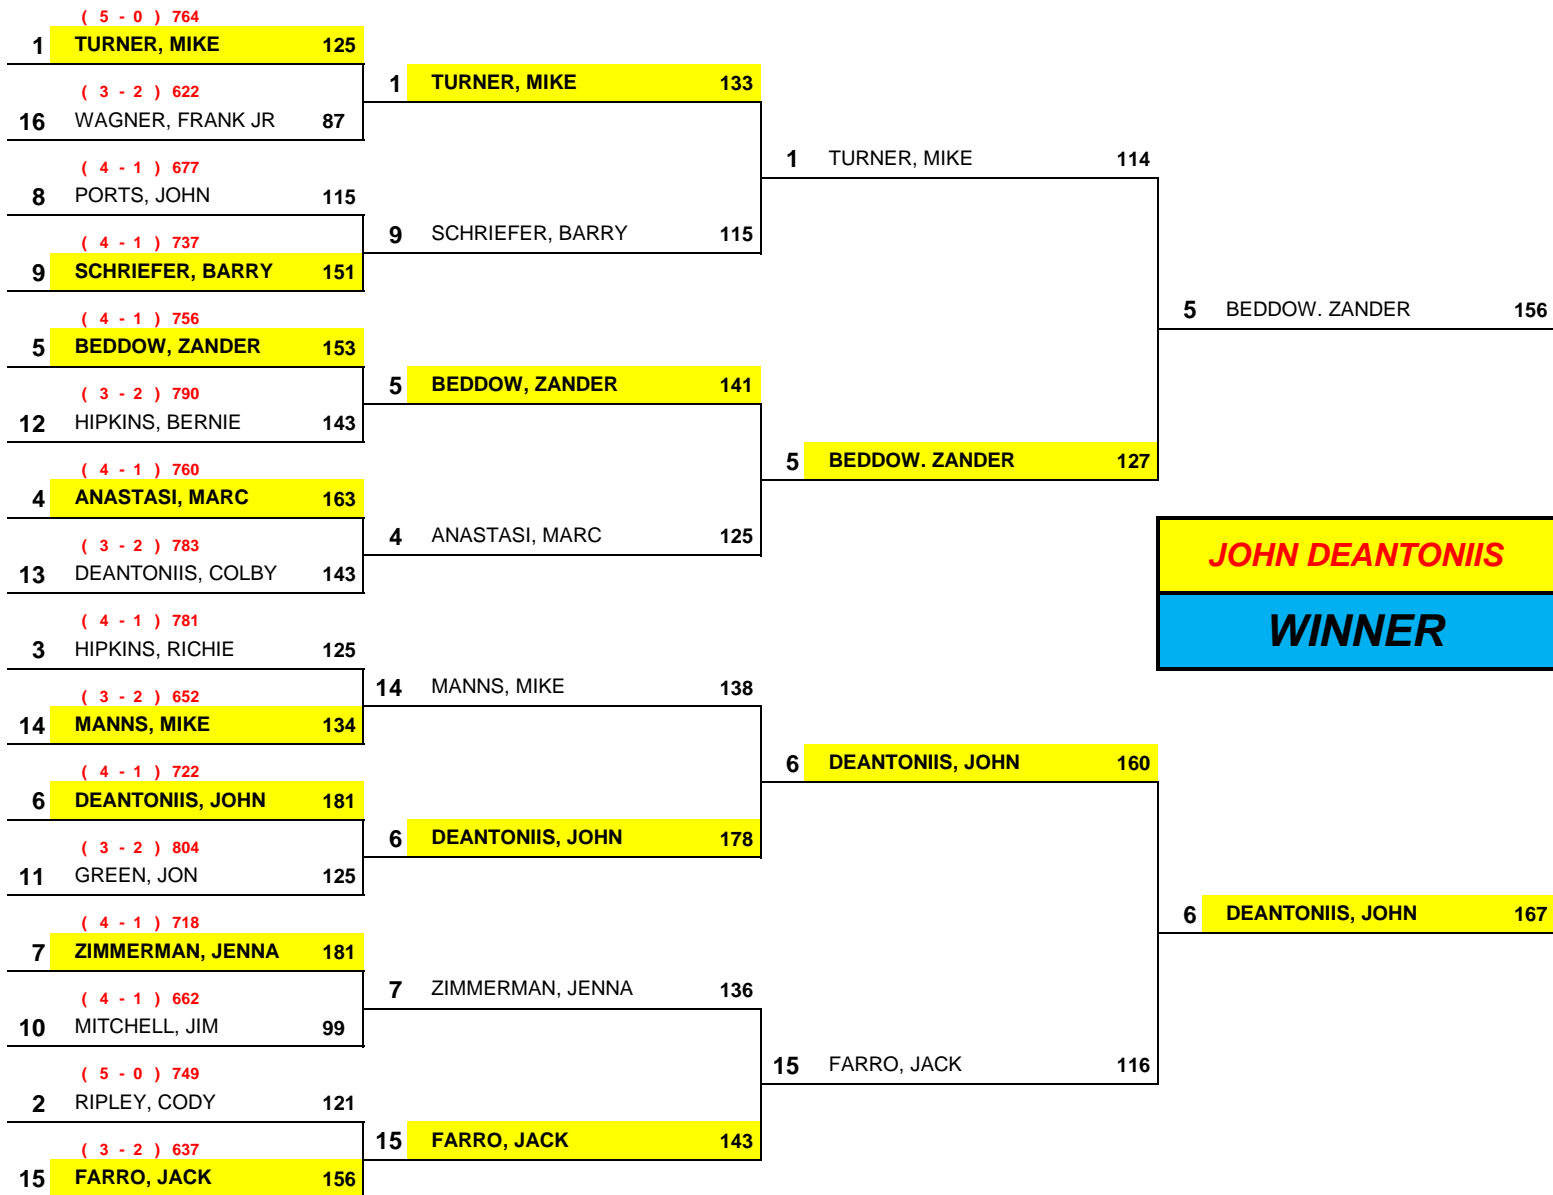 ( 5 - 0 ) 764
1 TURNER, MIKE 125
( 3 - 2 ) 622
16 WAGNER, FRANK JR 87
( 4 - 1 ) 677
8 PORTS, JOHN 115
( 4 - 1 ) 737
9 SCHRIEFER, BARRY 151
( 4 - 1 ) 756
5 BEDDOW, ZANDER 153
( 3 - 2 ) 790
12 HIPKINS, BERNIE 143
( 4 - 1 ) 760
4 ANASTASI, MARC 163
( 3 - 2 ) 783
13 DEANTONIIS, COLBY 143
( 4 - 1 ) 781
3 HIPKINS, RICHIE 125
( 3 - 2 ) 652
14 MANNS, MIKE 134
( 4 - 1 ) 722
6 DEANTONIIS, JOHN 181
( 3 - 2 ) 804
11 GREEN, JON 125
( 4 - 1 ) 718
7 ZIMMERMAN, JENNA 181
( 4 - 1 ) 662
10 MITCHELL, JIM 99
( 5 - 0 ) 749
2 RIPLEY, CODY 121
( 3 - 2 ) 637
15 FARRO, JACK 156
1 TURNER, MIKE 133
9 SCHRIEFER, BARRY 115
5 BEDDOW, ZANDER 141
4 ANASTASI, MARC 125
14 MANNS, MIKE 138
6 DEANTONIIS, JOHN 178
7 ZIMMERMAN, JENNA 136
15 FARRO, JACK 143
1 TURNER, MIKE 114
5 BEDDOW. ZANDER 127
6 DEANTONIIS, JOHN 160
15 FARRO, JACK 116
5 BEDDOW. ZANDER 156
JOHN DEANTONIIS
WINNER
6 DEANTONIIS, JOHN 167